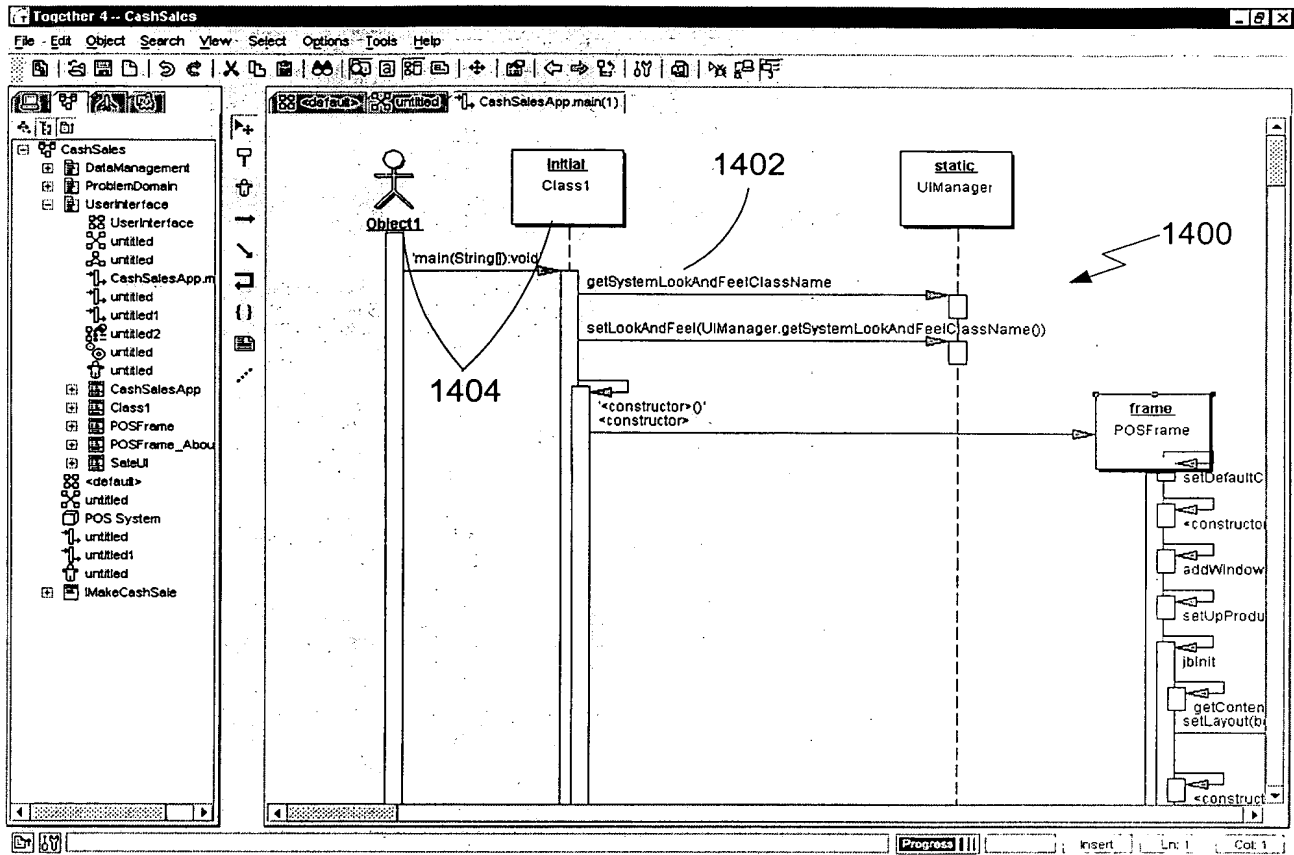 Together 4 -- CashSales
File Edit Object Search View Select Options Tools Help
<default> untitled CashSalesApp.main(1)
CashSales
DataManagement
ProblemDomain
UserInterface
UserInterface
untitled
untitled
CashSalesApp.m
untitled
untitled1
untitled2
untitled
untitled
CashSalesApp
Class1
POSFrame
POSFrame_Abou
SaleUI
<default>
untitled
POS System
untitled
untitled1
untitled
IMakeCashSale
Object1
Initial
Class1
1402
static
UIManager
1400
'main(String[]):void
getSystemLookAndFeelClassName
setLookAndFeel(UIManager.getSystemLookAndFeelClassName())
1404
'<constructor>()'
<constructor>
frame
POSFrame
setDefaultC
<constructo
addWindow
setUpProdu
jbInit
getConten
setLayout(b
<construct
Progress Insert Ln: 1 Col: 1